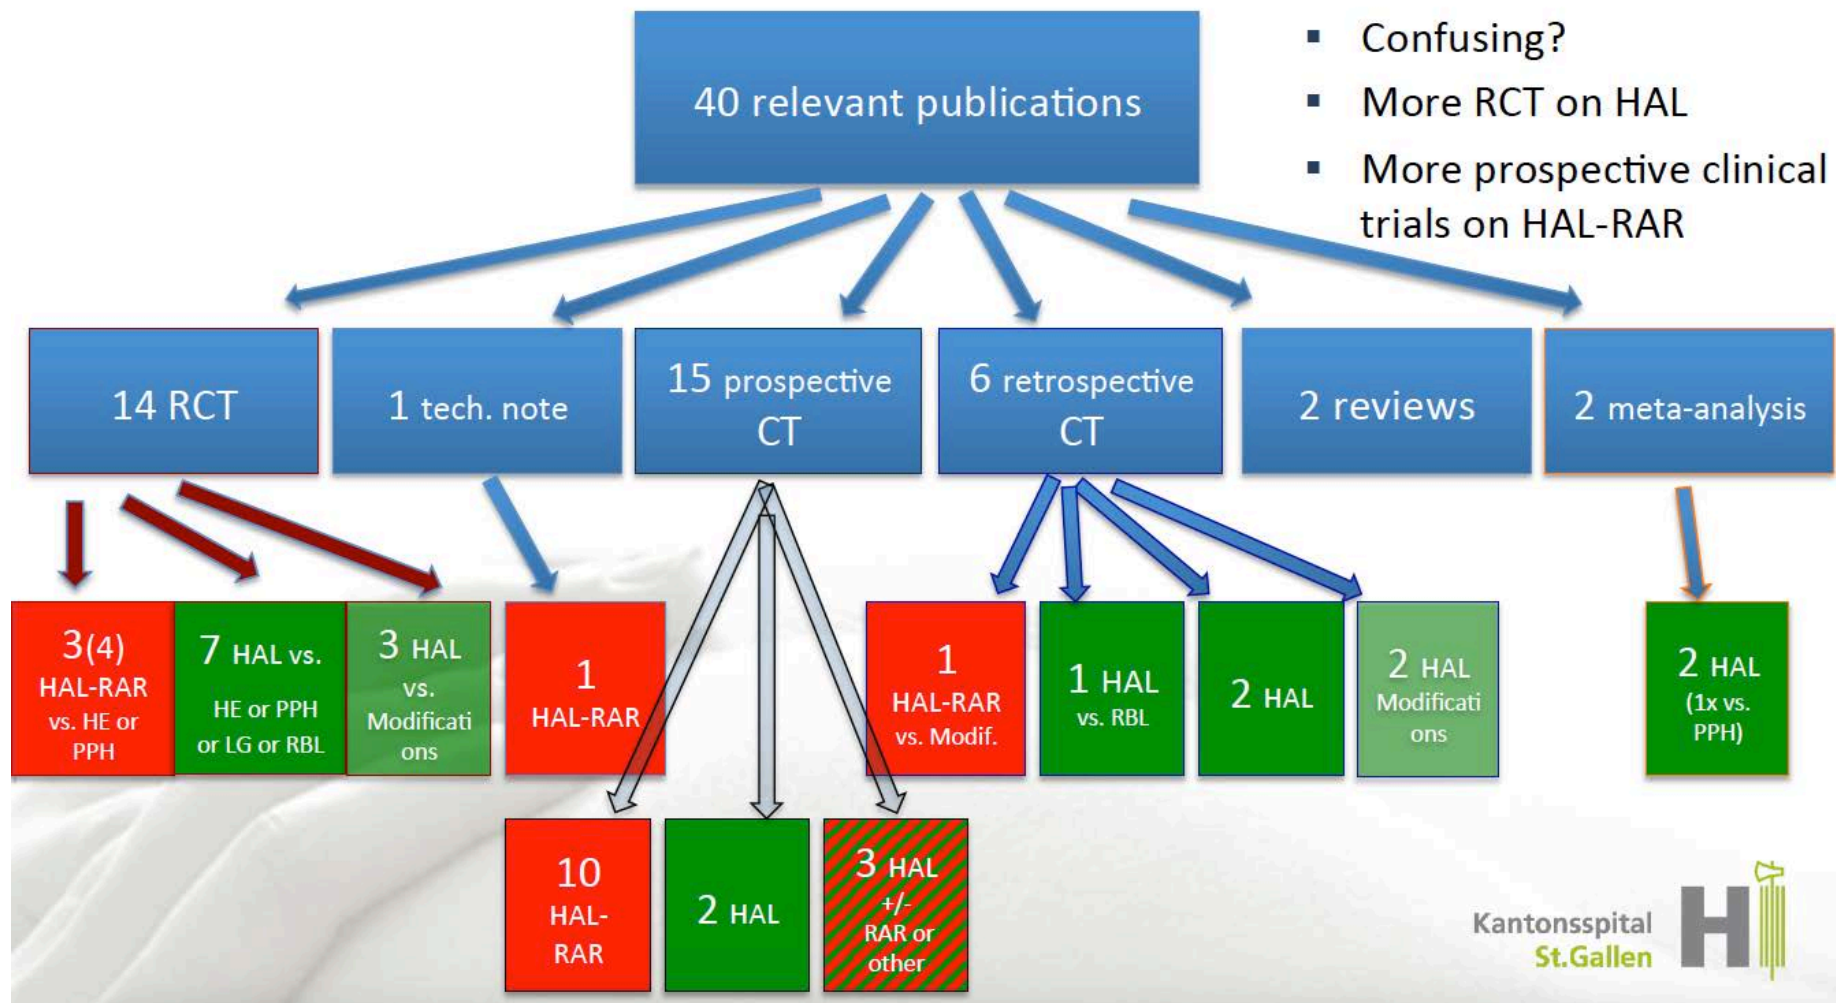 40 relevant publications
▪ Confusing?
▪ More RCT on HAL
▪ More prospective clinical
trials on HAL-RAR
14 RCT
1 tech. note
15 prospective
CT
6 retrospective
CT
2 reviews
2 meta-analysis
3(4)
HAL-RAR
vs. HE or
PPH
7 HAL vs.
HE or PPH
or LG or RBL
3 HAL
vs.
Modificati
ons
1
HAL-RAR
1
HAL-RAR
vs. Modif.
1 HAL
vs. RBL
2 HAL
2 HAL
Modificati
ons
2 HAL
(1x vs.
PPH)
10
HAL-
RAR
2 HAL
3 HAL
+/-
RAR or
other
Kantonsspital
St.Gallen
H